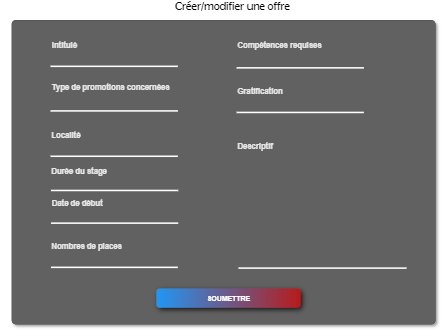 Créer/modifier une offre
Intitulé
Type de promotions concernées
Localité
Durée du stage
Date de début
Nombres de places
Compétences requises
Gratification
Descriptif
SOUMETTRE